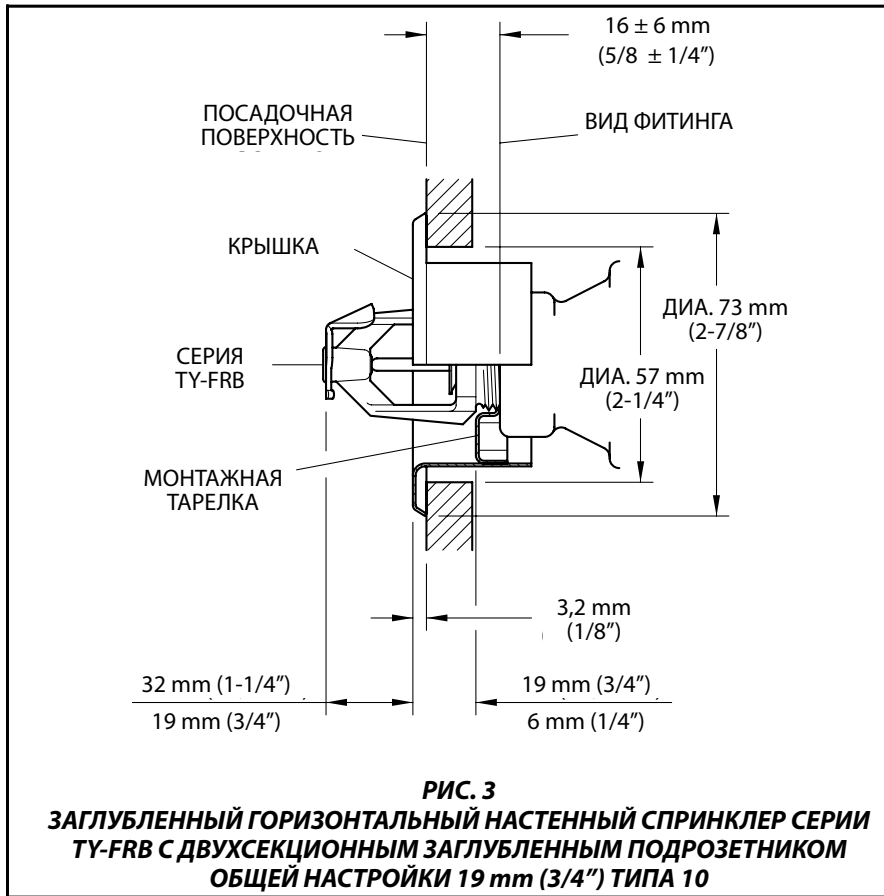 16 ± 6 mm
(5/8 ± 1/4”)
ПОСАДОЧНАЯ
ПОВЕРХНОСТЬ
ВИД ФИТИНГА
КРЫШКА
ДИА. 73 mm
(2-7/8”)
СЕРИЯ
TY-FRB
ДИА. 57 mm
(2-1/4”)
МОНТАЖНАЯ
ТАРЕЛКА
3,2 mm
(1/8”)
32 mm (1-1/4”)
19 mm (3/4”)
19 mm (3/4”)
6 mm (1/4”)
РИС. 3
ЗАГЛУБЛЕННЫЙ ГОРИЗОНТАЛЬНЫЙ НАСТЕННЫЙ СПРИНКЛЕР СЕРИИ
TY-FRB С ДВУХСЕКЦИОННЫМ ЗАГЛУБЛЕННЫМ ПОДРОЗЕТНИКОМ
ОБЩЕЙ НАСТРОЙКИ 19 mm (3/4”) ТИПА 10